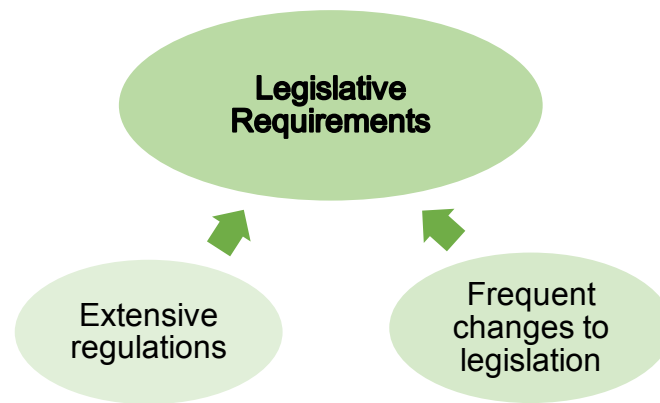 Legislative
Requirements
Extensive
regulations
Frequent
changes to
legislation